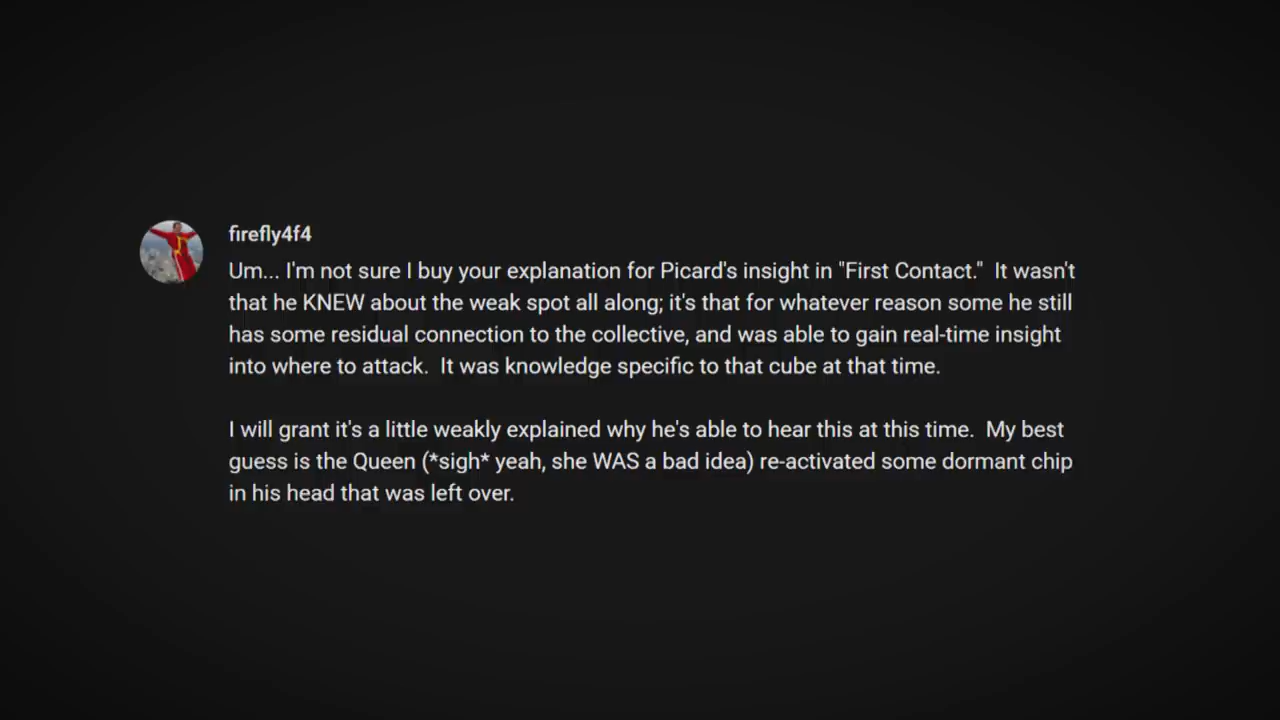 firefly4f4
Um... I'm not sure I buy your explanation for Picard's insight in "First Contact."  It wasn't
that he KNEW about the weak spot all along; it's that for whatever reason some he still
has some residual connection to the collective, and was able to gain real-time insight
into where to attack.  It was knowledge specific to that cube at that time.
I will grant it's a little weakly explained why he's able to hear this at this time.  My best
guess is the Queen (*sigh* yeah, she WAS a bad idea) re-activated some dormant chip
in his head that was left over.